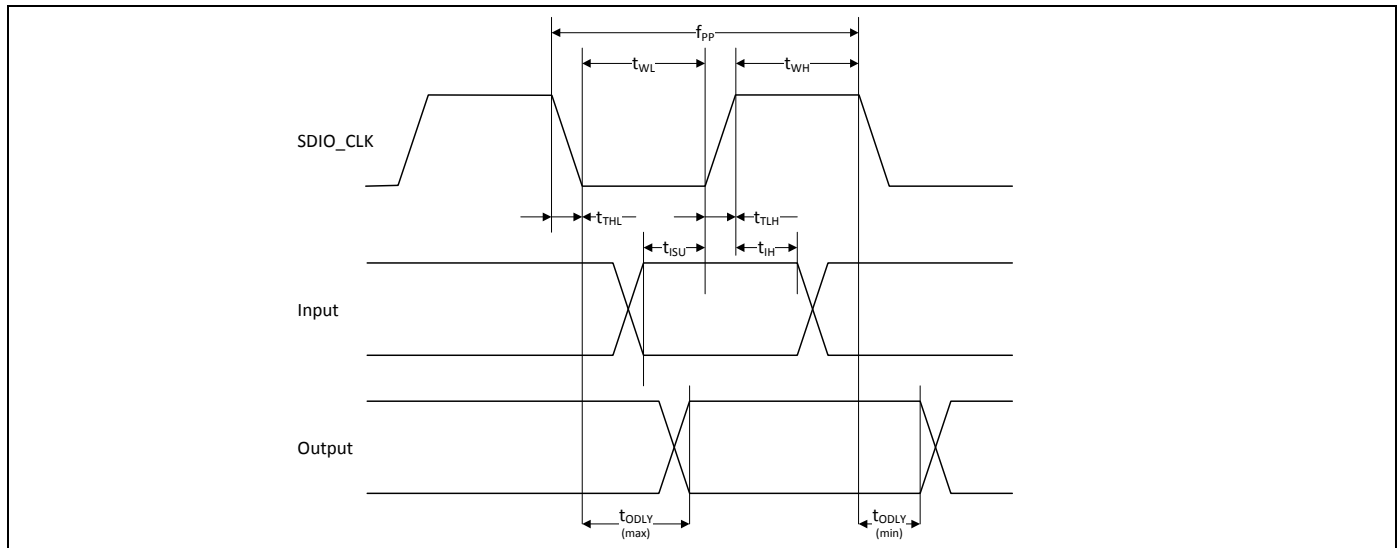 fPP
tWL
tWH
SDIO_CLK
tTHL
tTLH
tISU
tIH
Input
Output
tODLY
(max)
tODLY
(min)